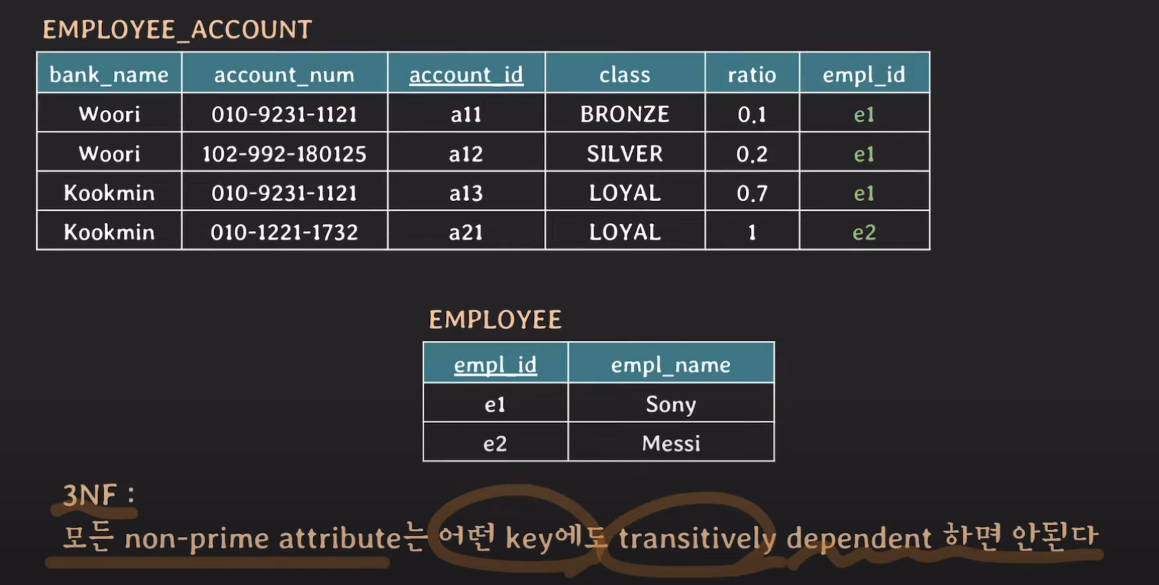 EMPLOYEE_ACCOUNT
bank_name account_num account_id class ratio empl_id
Woori 010-9231-1121 a11 BRONZE 0.1 e1
Woori 102-992-180125 a12 SILVER 0.2 e1
Kookmin 010-9231-1121 a13 LOYAL 0.7 e1
Kookmin 010-1221-1732 a21 LOYAL 1 e2
EMPLOYEE
empl_id empl_name
e1 Sony
e2 Messi
3NF :
모든 non-prime attribute는 어떤 key에도 transitively dependent 하면 안된다